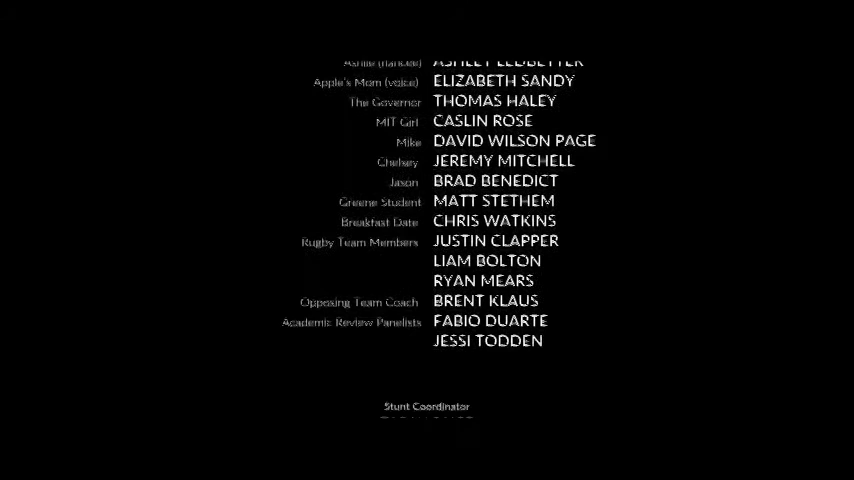 ASHLEY LEDBETTER
Apple's Mom (voice) ELIZABETH SANDY
The Governor THOMAS HALEY
MIT Girl CASLIN ROSE
Mike DAVID WILSON PAGE
Chelsey JEREMY MITCHELL
Jason BRAD BENEDICT
Greene Student MATT STETHEM
Breakfast Date CHRIS WATKINS
Rugby Team Members JUSTIN CLAPPER
LIAM BOLTON
RYAN MEARS
Opposing Team Coach BRENT KLAUS
Academic Review Panelists FABIO DUARTE
JESSI TODDEN
Stunt Coordinator